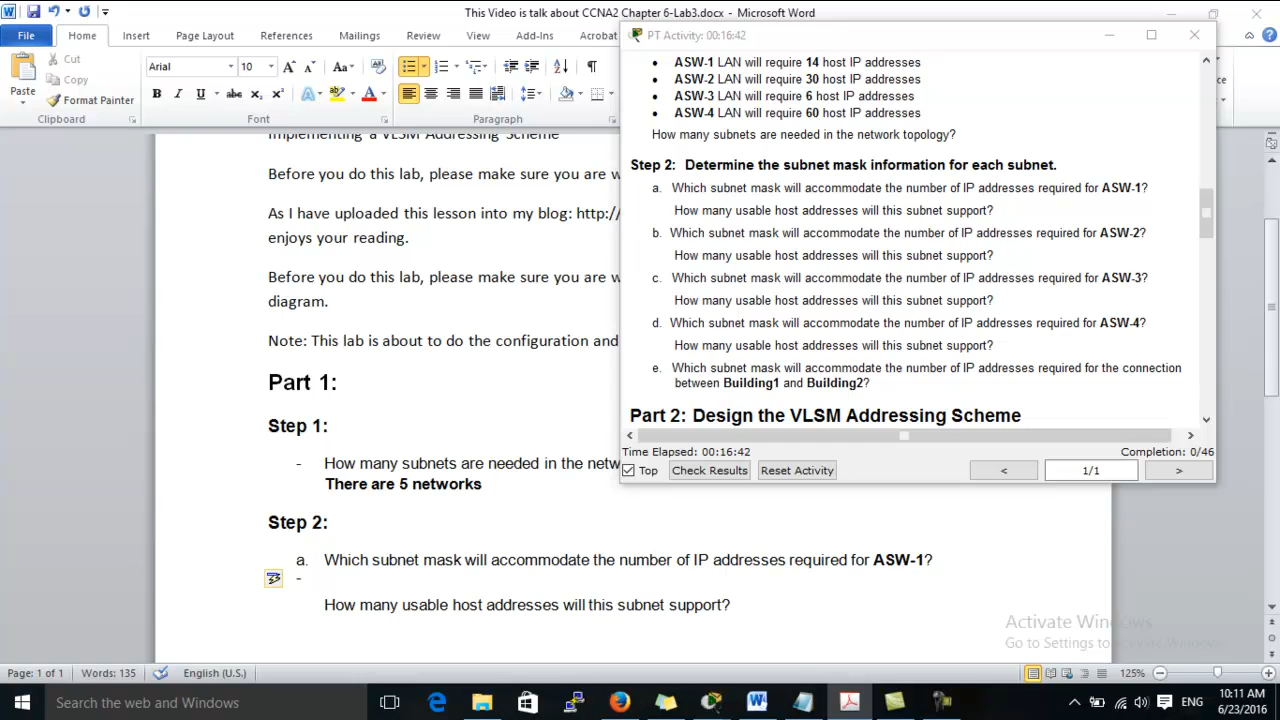 This Video is talk about CCNA2 Chapter 6-Lab3.docx - Microsoft Word
File Home Insert Page Layout References Mailings Review View Add-Ins Acrobat
Cut
Copy
Format Painter
Paste
Arial 10
Clipboard Font Paragraph
PT Activity: 00:16:42
• ASW-1 LAN will require 14 host IP addresses
• ASW-2 LAN will require 30 host IP addresses
• ASW-3 LAN will require 6 host IP addresses
• ASW-4 LAN will require 60 host IP addresses
How many subnets are needed in the network topology?
Step 2: Determine the subnet mask information for each subnet.
a. Which subnet mask will accommodate the number of IP addresses required for ASW-1?
How many usable host addresses will this subnet support?
b. Which subnet mask will accommodate the number of IP addresses required for ASW-2?
How many usable host addresses will this subnet support?
c. Which subnet mask will accommodate the number of IP addresses required for ASW-3?
How many usable host addresses will this subnet support?
d. Which subnet mask will accommodate the number of IP addresses required for ASW-4?
How many usable host addresses will this subnet support?
e. Which subnet mask will accommodate the number of IP addresses required for the connection
between Building1 and Building2?
Part 2: Design the VLSM Addressing Scheme
Time Elapsed: 00:16:42 Completion: 0/46
Top Check Results Reset Activity < 1/1 >
Implementing a VLSM Addressing Scheme
Before you do this lab, please make sure you are w
As I have uploaded this lesson into my blog: http://
enjoys your reading.
Before you do this lab, please make sure you are w
diagram.
Note: This lab is about to do the configuration and
Part 1:
Step 1:
- How many subnets are needed in the netw
There are 5 networks
Step 2:
a. Which subnet mask will accommodate the number of IP addresses required for ASW-1?
-
How many usable host addresses will this subnet support?
Activate Windows
Go to Settings to Activate Windows.
Page: 1 of 1 Words: 135 English (U.S.) 125%
Search the web and Windows
ENG
10:11 AM
6/23/2016